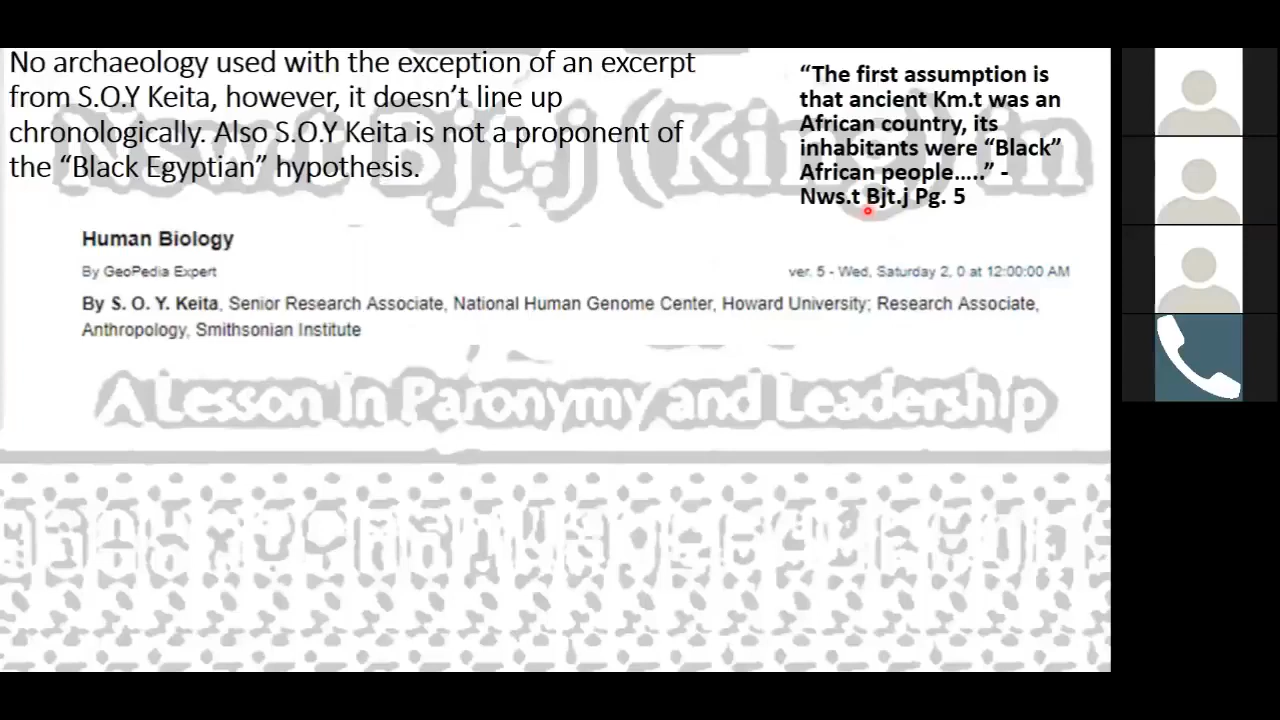 No archaeology used with the exception of an excerpt
from S.O.Y Keita, however, it doesn’t line up
chronologically. Also S.O.Y Keita is not a proponent of
the “Black Egyptian” hypothesis.
“The first assumption is
that ancient Km.t was an
African country, its
inhabitants were “Black”
African people…..” -
Nws.t Bjt.j Pg. 5
Nswt Bjt.j (King) in
Human Biology
By GeoPedia Expert
ver. 5 - Wed, Saturday 2, 0 at 12:00:00 AM
By S. O. Y. Keita, Senior Research Associate, National Human Genome Center, Howard University; Research Associate,
Anthropology, Smithsonian Institute
A Lesson in Paronymy and Leadership